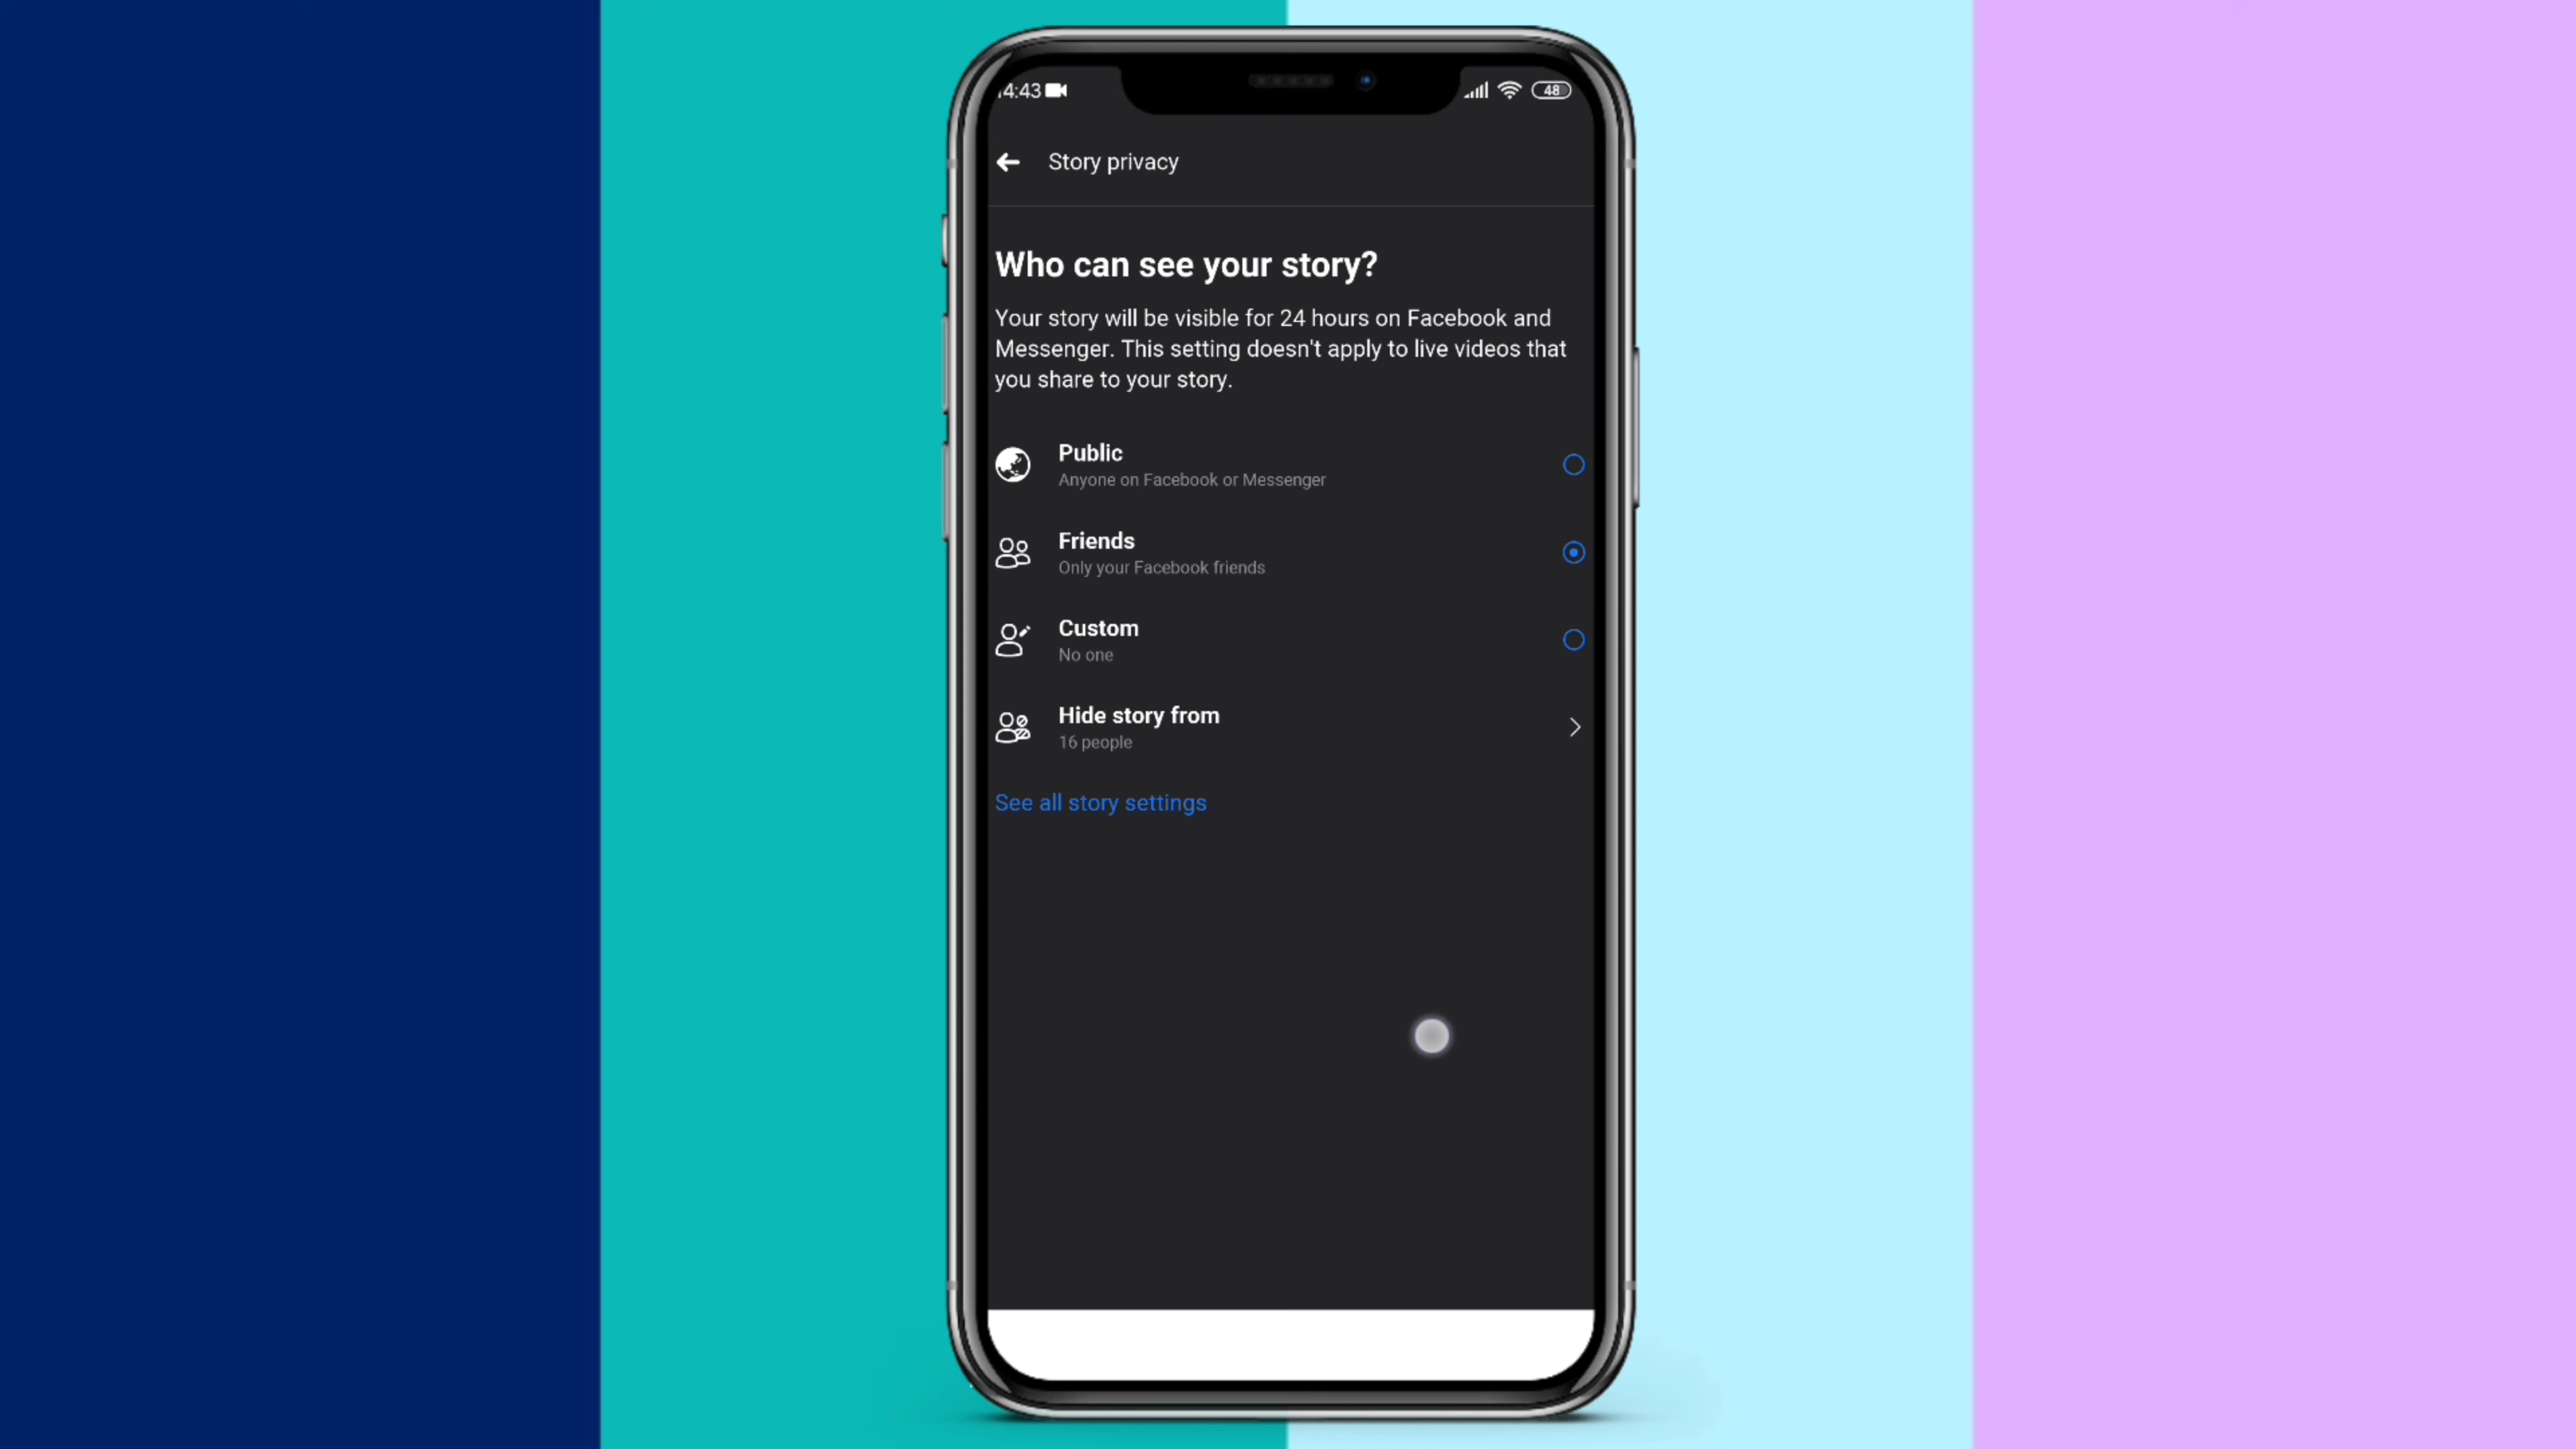 14:43
48
Story privacy
Who can see your story?
Your story will be visible for 24 hours on Facebook and
Messenger. This setting doesn't apply to live videos that
you share to your story.
Public
Anyone on Facebook or Messenger
Friends
Only your Facebook friends
Custom
No one
Hide story from
16 people
See all story settings